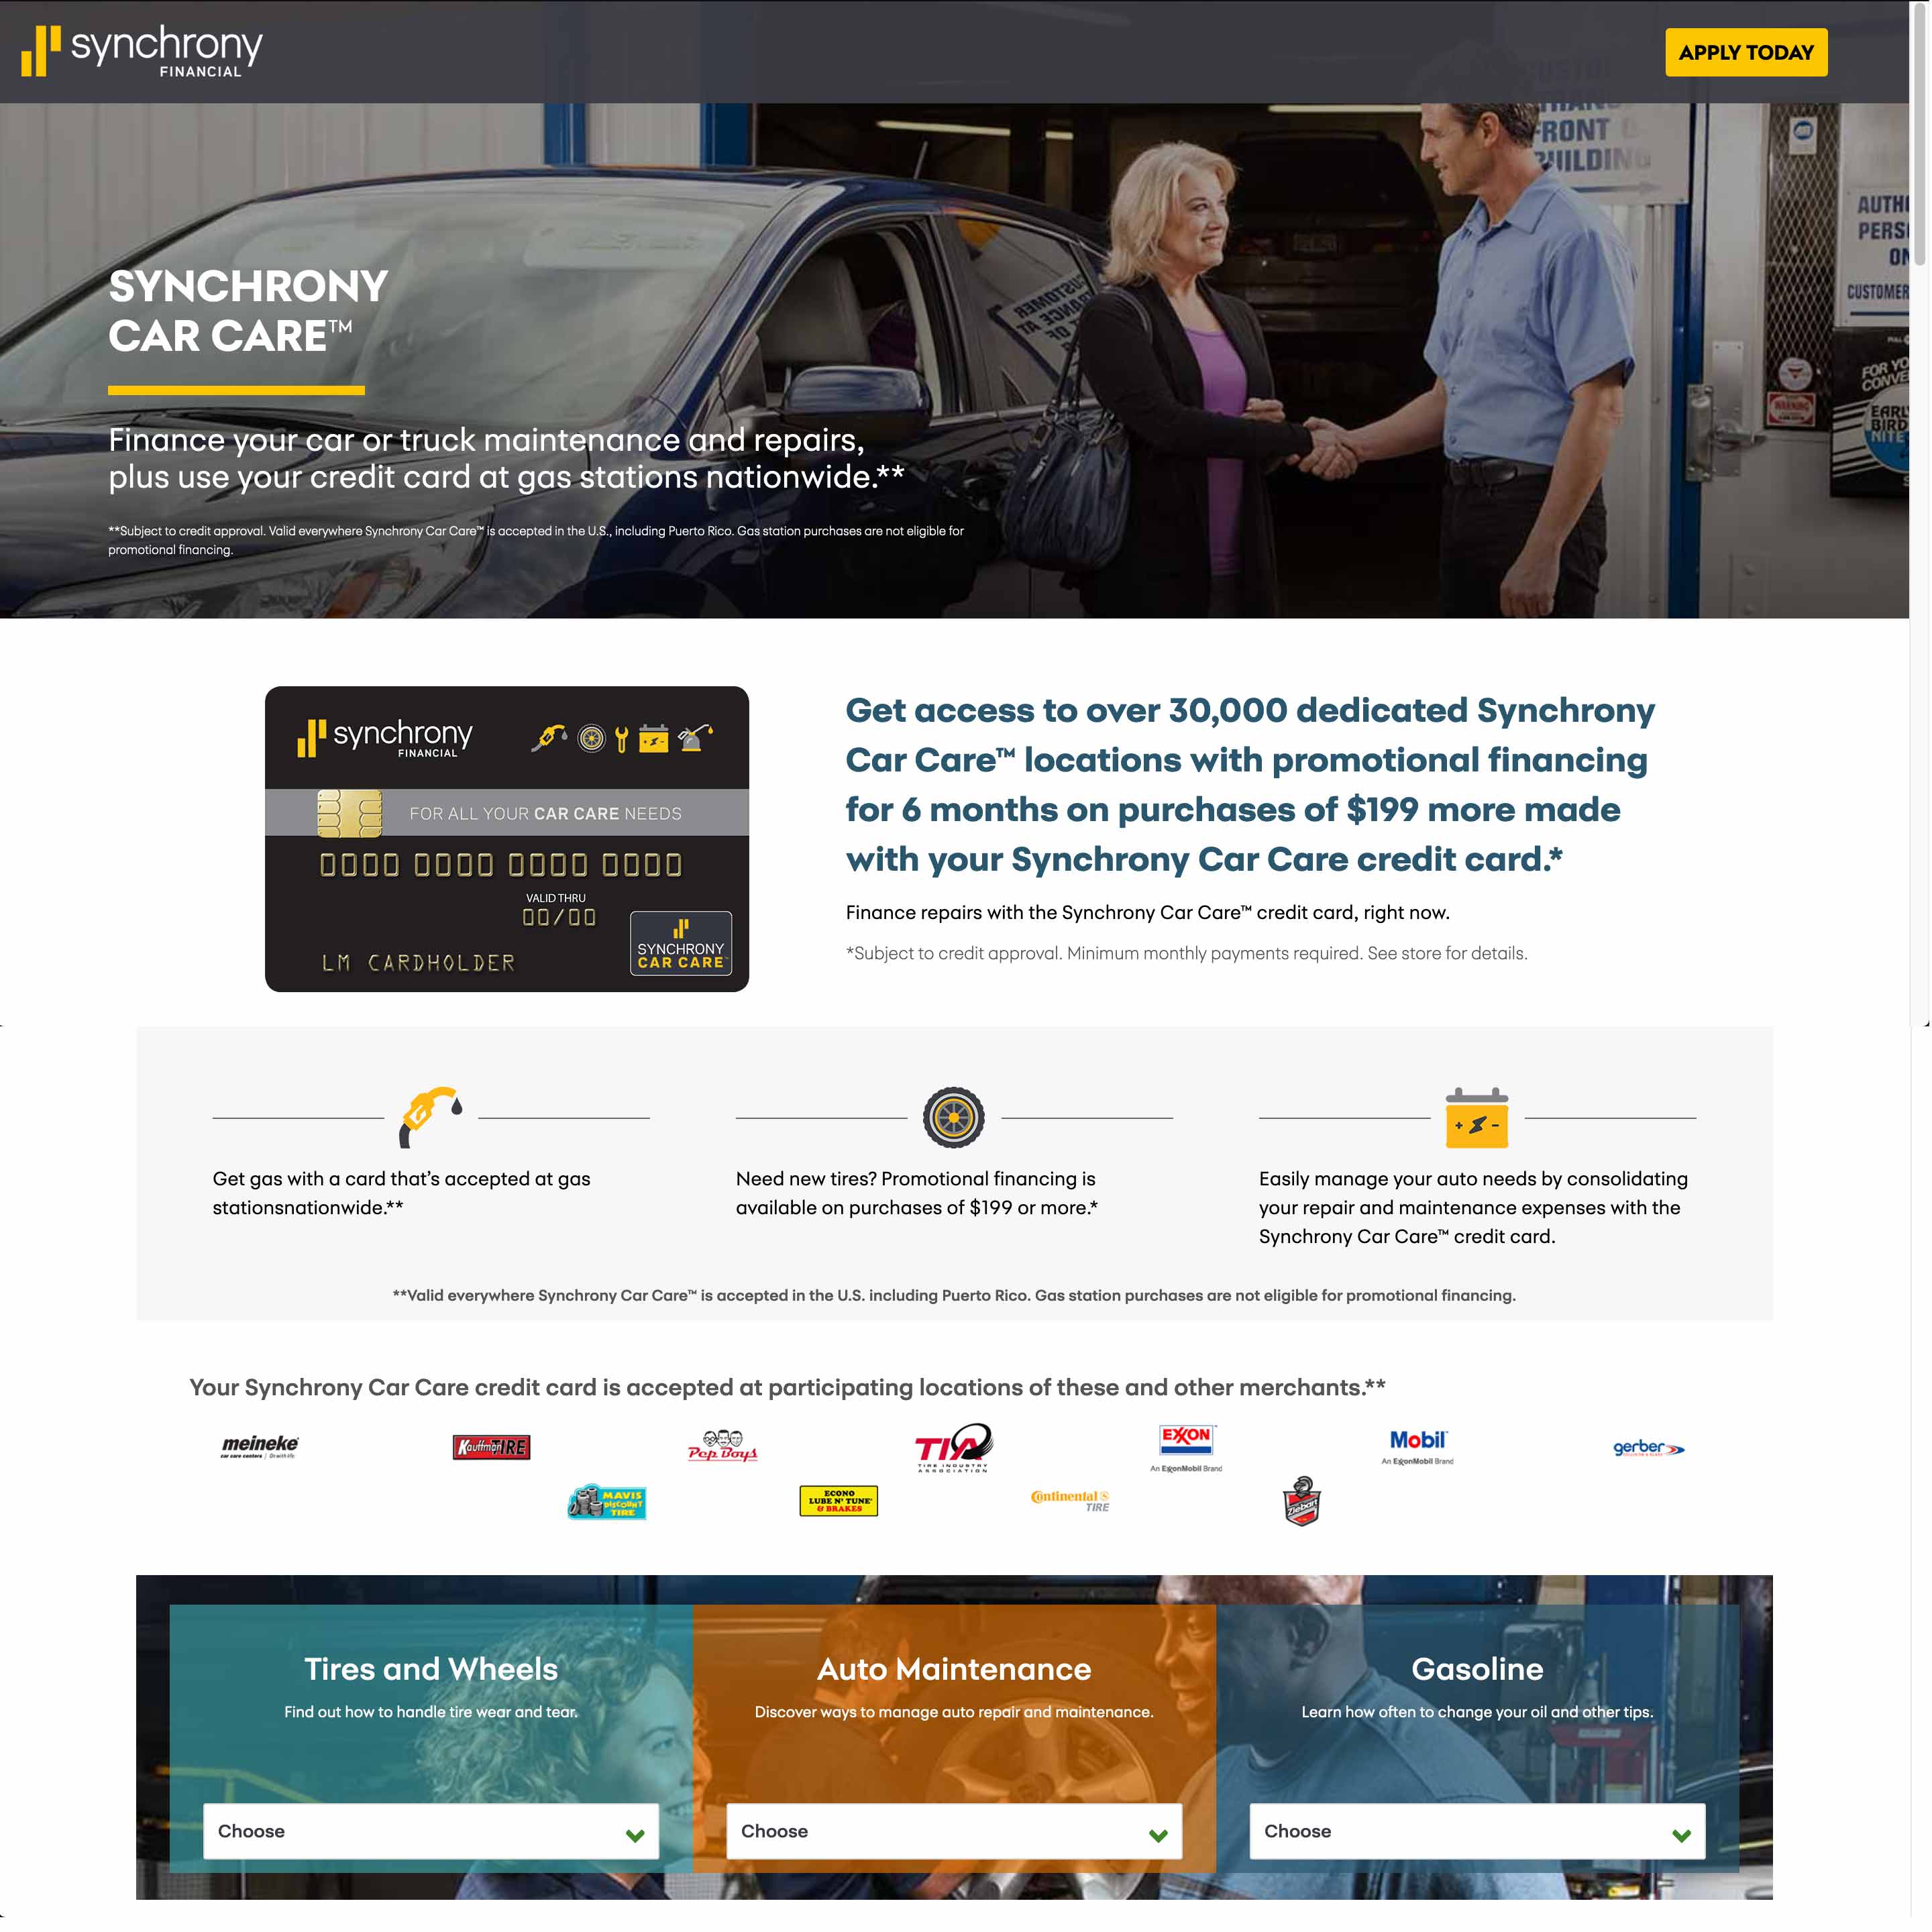 synchrony
FINANCIAL
APPLY TODAY
FRONT
BUILDING
CUSTOMER
SYNCHRONY
CAR CARE™
Finance your car or truck maintenance and repairs,
plus use your credit card at gas stations nationwide.**
**Subject to credit approval. Valid everywhere Synchrony Car Care™ is accepted in the U.S., including Puerto Rico. Gas station purchases are not eligible for
promotional financing.
synchrony
FINANCIAL
FOR ALL YOUR CAR CARE NEEDS
0000 0000 0000 0000
VALID THRU
00/00
LM CARDHOLDER
SYNCHRONY
CAR CARE
Get access to over 30,000 dedicated Synchrony
Car Care™ locations with promotional financing
for 6 months on purchases of $199 more made
with your Synchrony Car Care credit card.*
Finance repairs with the Synchrony Car Care™ credit card, right now.
*Subject to credit approval. Minimum monthly payments required. See store for details.
Get gas with a card that's accepted at gas
stationsnationwide.**
Need new tires? Promotional financing is
available on purchases of $199 or more.*
Easily manage your auto needs by consolidating
your repair and maintenance expenses with the
Synchrony Car Care™ credit card.
**Valid everywhere Synchrony Car Care™ is accepted in the U.S. including Puerto Rico. Gas station purchases are not eligible for promotional financing.
Your Synchrony Car Care credit card is accepted at participating locations of these and other merchants.**
meineke
car care centers
Kauffman TIRE
Pep Boys
TIA
TIRE INDUSTRY
ASSOCIATION
EXXON
An ExxonMobil Brand
Mobil
An ExxonMobil Brand
gerber
MAVIS
DISCOUNT
TIRE
ECONO
LUBE N' TUNE
& BRAKES
Continental
TIRE
Ziebart
Tires and Wheels
Find out how to handle tire wear and tear.
Choose
Auto Maintenance
Discover ways to manage auto repair and maintenance.
Choose
Gasoline
Learn how often to change your oil and other tips.
Choose